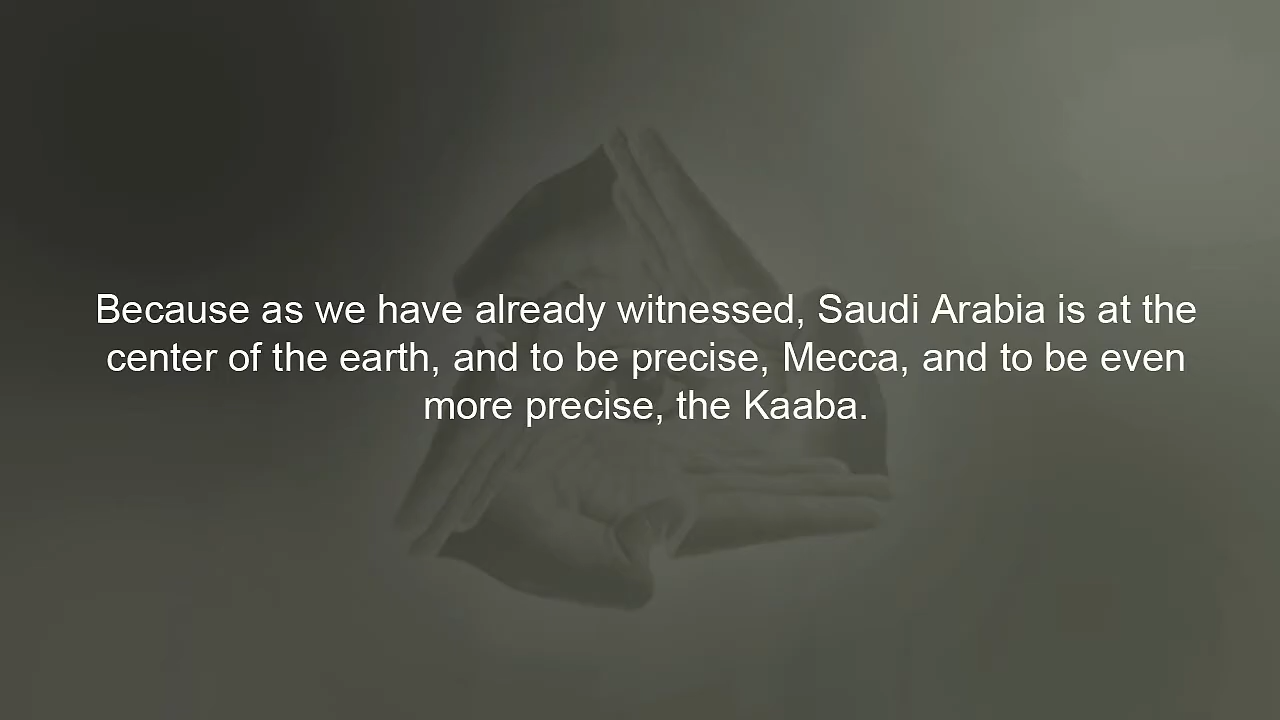 Because as we have already witnessed, Saudi Arabia is at the
center of the earth, and to be precise, Mecca, and to be even
more precise, the Kaaba.